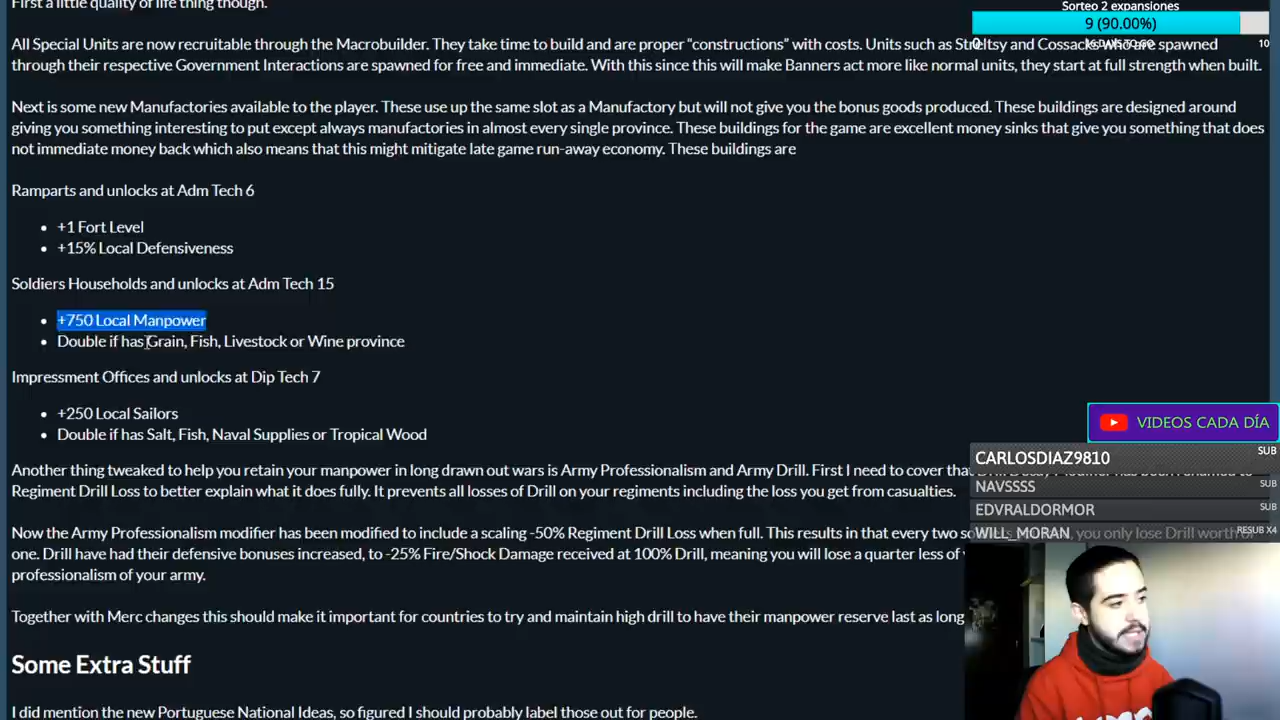 First a little quality of life thing though.
Sorteo 2 expansiones
9 (90.00%)
0
10
All Special Units are now recruitable through the Macrobuilder. They take time to build and are proper “constructions” with costs. Units such as Streltsy and Cossacks who are spawned
through their respective Government Interactions are spawned for free and immediate. With this since this will make Banners act more like normal units, they start at full strength when built.
Next is some new Manufactories available to the player. These use up the same slot as a Manufactory but will not give you the bonus goods produced. These buildings are designed around
giving you something interesting to put except always manufactories in almost every single province. These buildings for the game are excellent money sinks that give you something that does
not immediate money back which also means that this might mitigate late game run-away economy. These buildings are
Ramparts and unlocks at Adm Tech 6
+1 Fort Level
+15% Local Defensiveness
Soldiers Households and unlocks at Adm Tech 15
+750 Local Manpower
Double if has Grain, Fish, Livestock or Wine province
Impressment Offices and unlocks at Dip Tech 7
+250 Local Sailors
Double if has Salt, Fish, Naval Supplies or Tropical Wood
VIDEOS CADA DÍA
CARLOSDIAZ9810 SUB
NAVSSSS SUB
EDVRALDORMOR SUB
WILL_MORAN RESUB X4
Another thing tweaked to help you retain your manpower in long drawn out wars is Army Professionalism and Army Drill. First I need to cover that
Regiment Drill Loss to better explain what it does fully. It prevents all losses of Drill on your regiments including the loss you get from casualties.
Now the Army Professionalism modifier has been modified to include a scaling -50% Regiment Drill Loss when full. This results in that every two you only lose Drill worth
one. Drill have had their defensive bonuses increased, to -25% Fire/Shock Damage received at 100% Drill, meaning you will lose a quarter less of
professionalism of your army.
Together with Merc changes this should make it important for countries to try and maintain high drill to have their manpower reserve last as long
Some Extra Stuff
I did mention the new Portuguese National Ideas, so figured I should probably label those out for people.